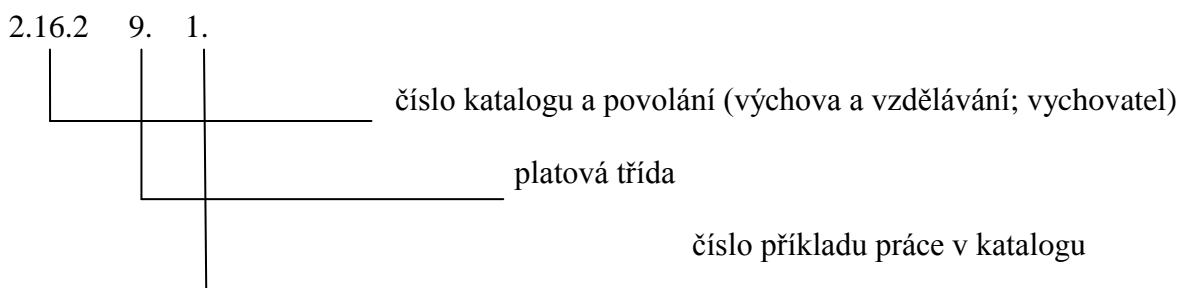 2.16.2 9. 1.
číslo katalogu a povolání (výchova a vzdělávání; vychovatel)
platová třída
číslo příkladu práce v katalogu